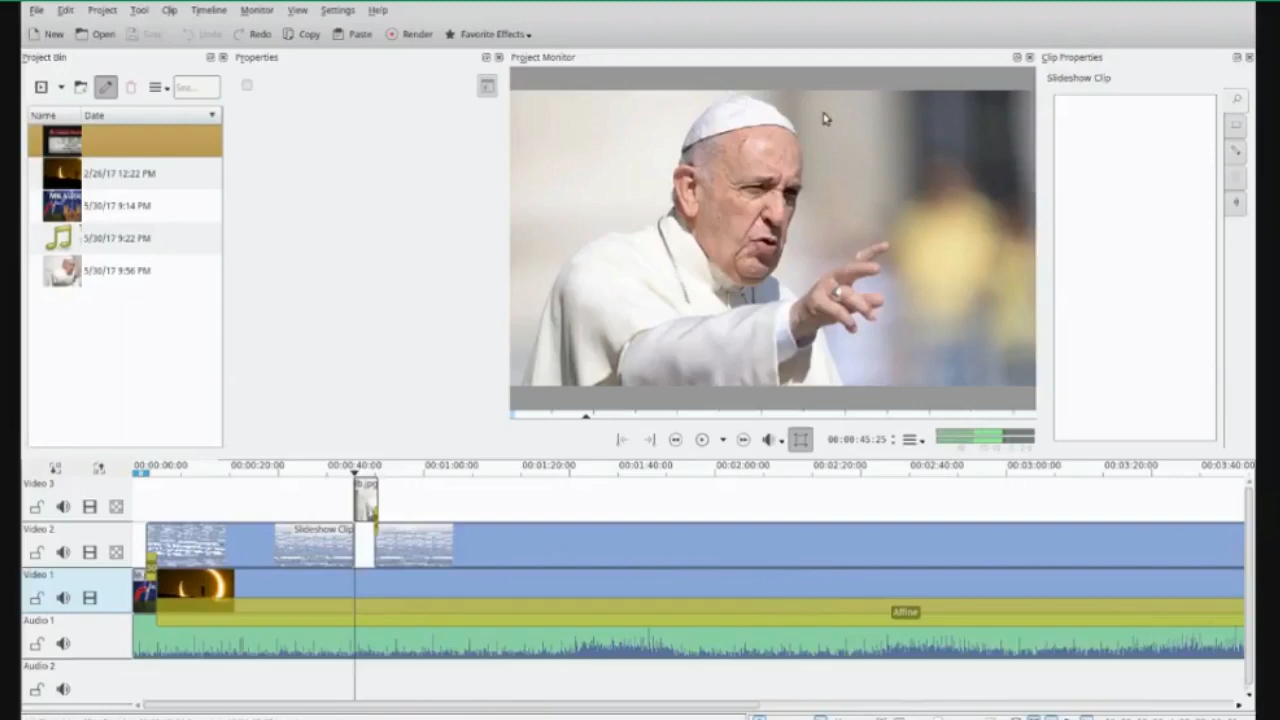 File Edit Project Tool Clip Timeline Monitor View Settings Help
New Open Save Undo Redo Copy Paste Render Favorite Effects
Project Bin Properties Project Monitor Clip Properties
Slideshow Clip
Sea...
Name Date
2/26/17 12:22 PM
5/30/17 9:14 PM
5/30/17 9:22 PM
5/30/17 9:56 PM
00:00:45:25
00:00:00:00 00:00:20:00 00:00:40:00 00:01:00:00 00:01:20:00 00:01:40:00 00:02:00:00 00:02:20:00 00:02:40:00 00:03:00:00 00:03:20:00 00:03:40:00
Video 3
Video 2
Slideshow Clip
Video 1
Affine
Audio 1
Audio 2